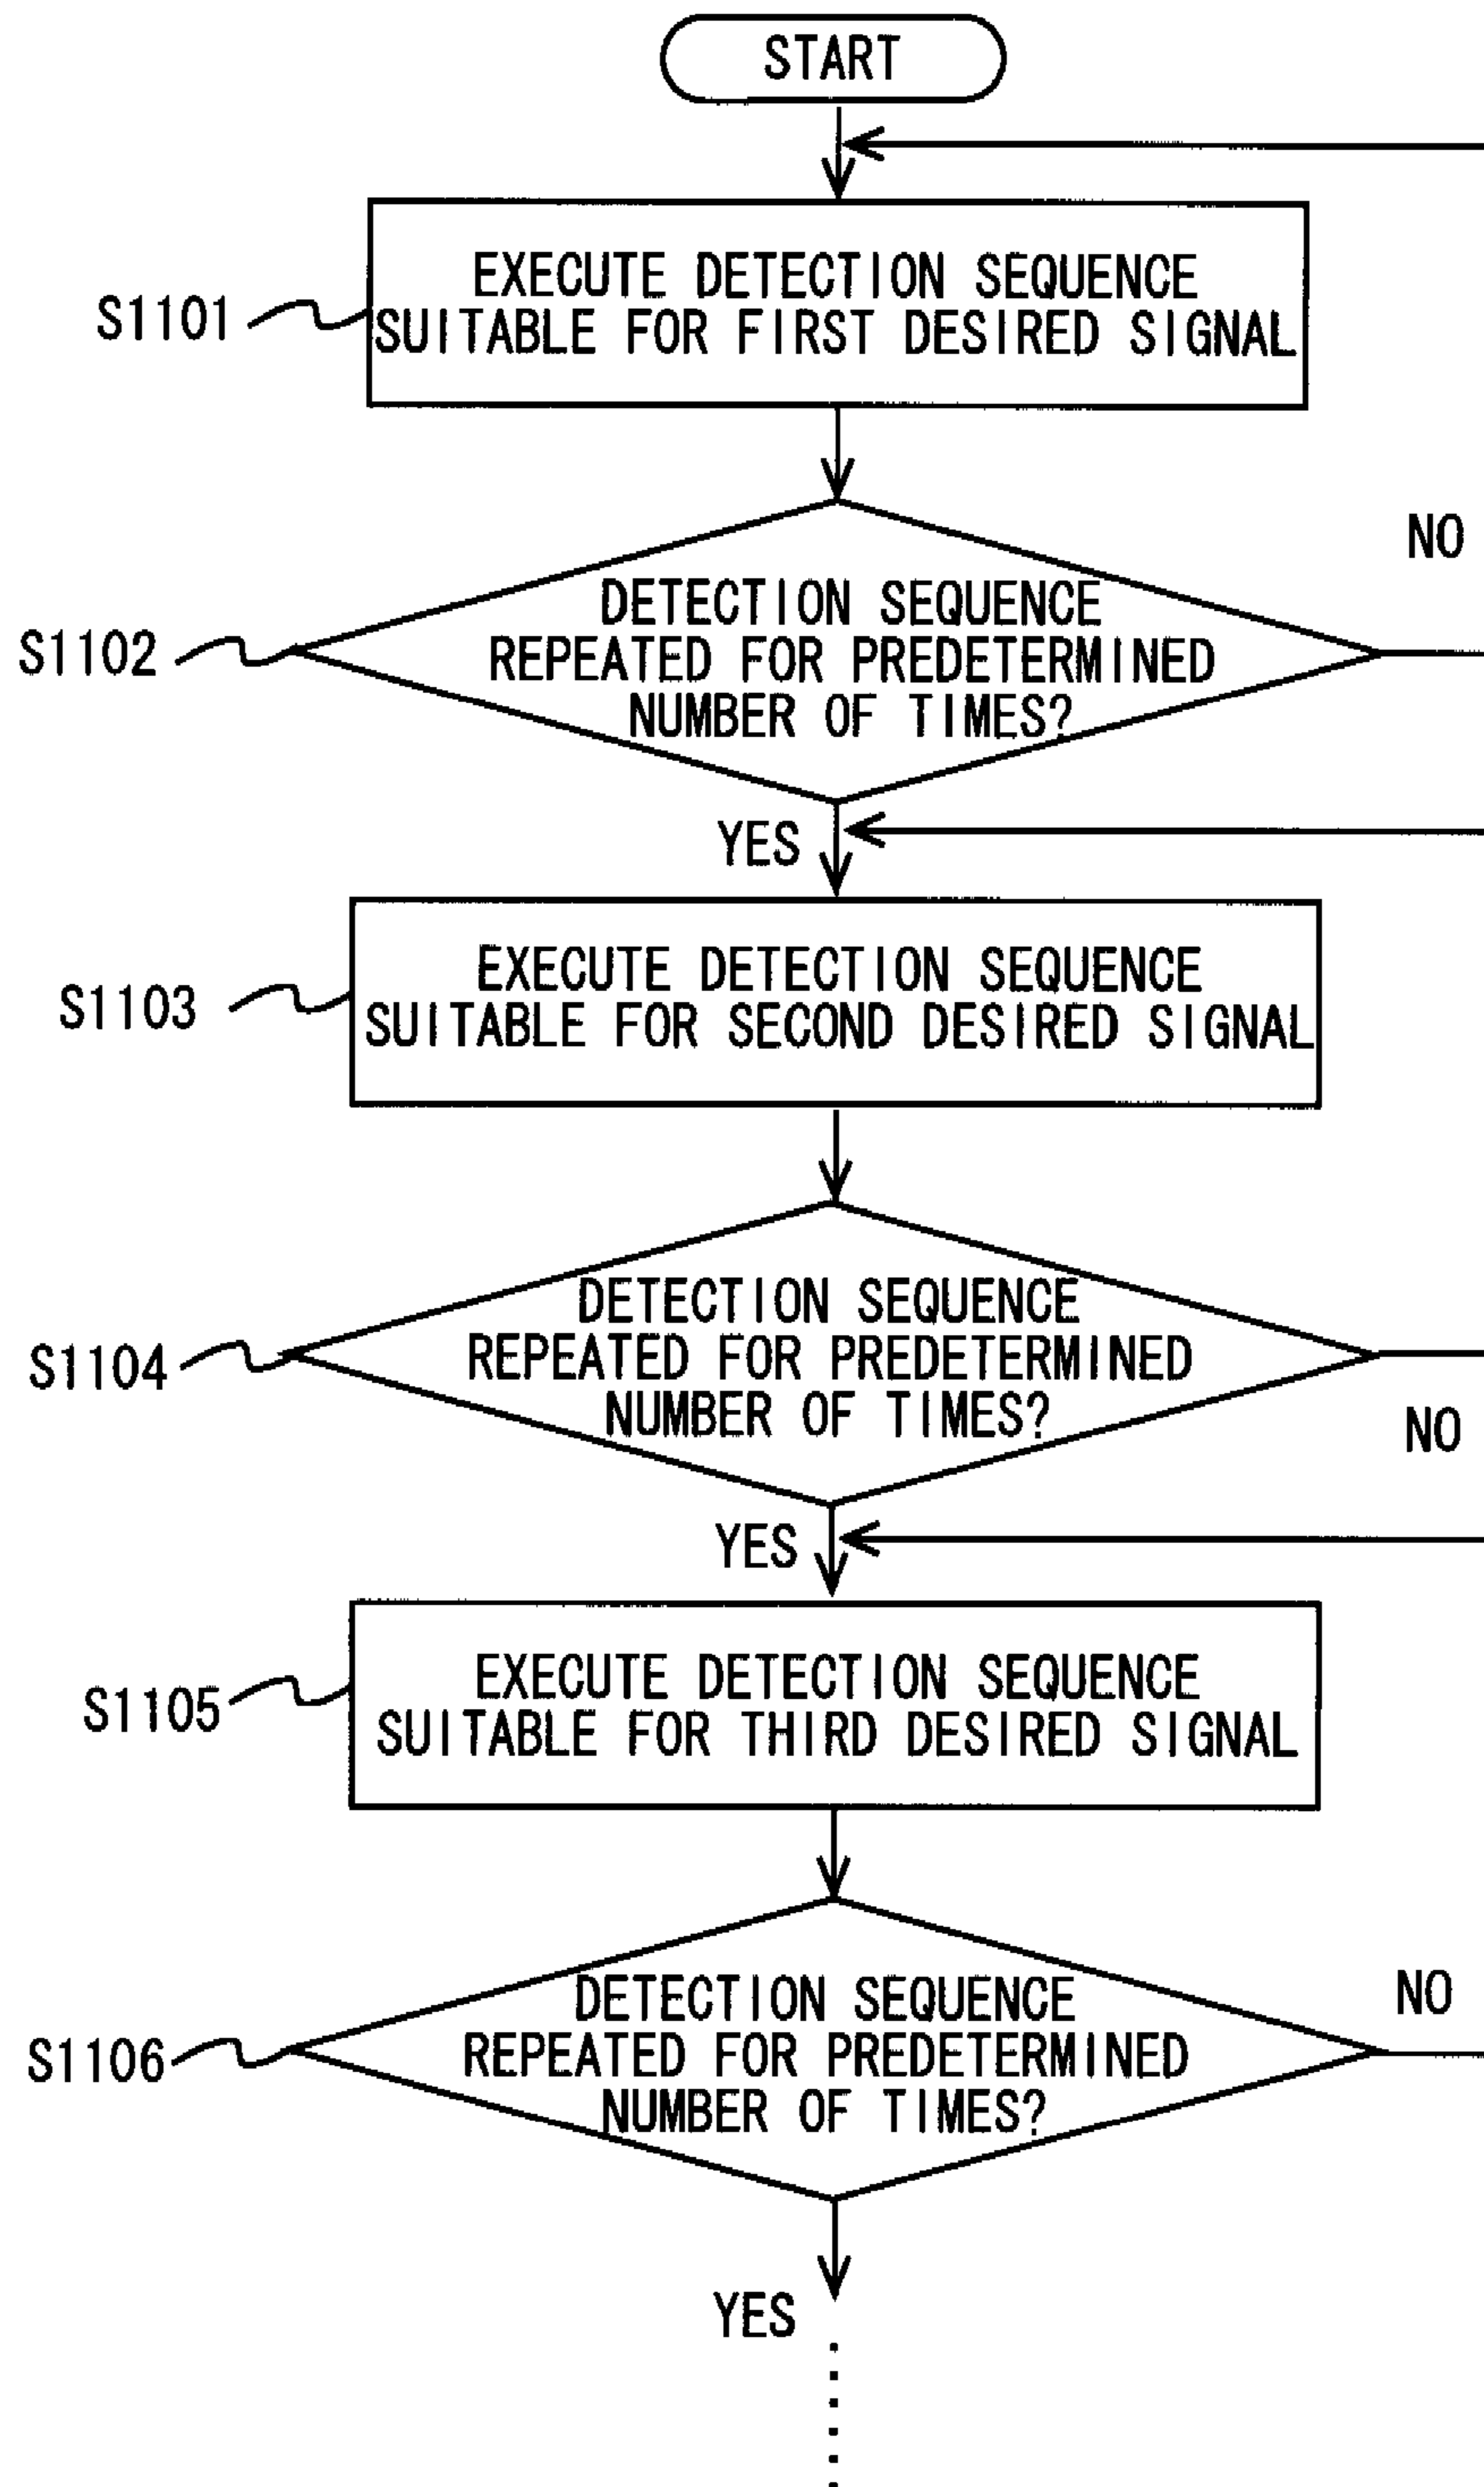 START
EXECUTE DETECTION SEQUENCE
SUITABLE FOR FIRST DESIRED SIGNAL
S1101
NO
DETECTION SEQUENCE
REPEATED FOR PREDETERMINED
NUMBER OF TIMES?
S1102
YES
EXECUTE DETECTION SEQUENCE
SUITABLE FOR SECOND DESIRED SIGNAL
S1103
DETECTION SEQUENCE
REPEATED FOR PREDETERMINED
NUMBER OF TIMES?
S1104
NO
YES
EXECUTE DETECTION SEQUENCE
SUITABLE FOR THIRD DESIRED SIGNAL
S1105
NO
DETECTION SEQUENCE
REPEATED FOR PREDETERMINED
NUMBER OF TIMES?
S1106
YES